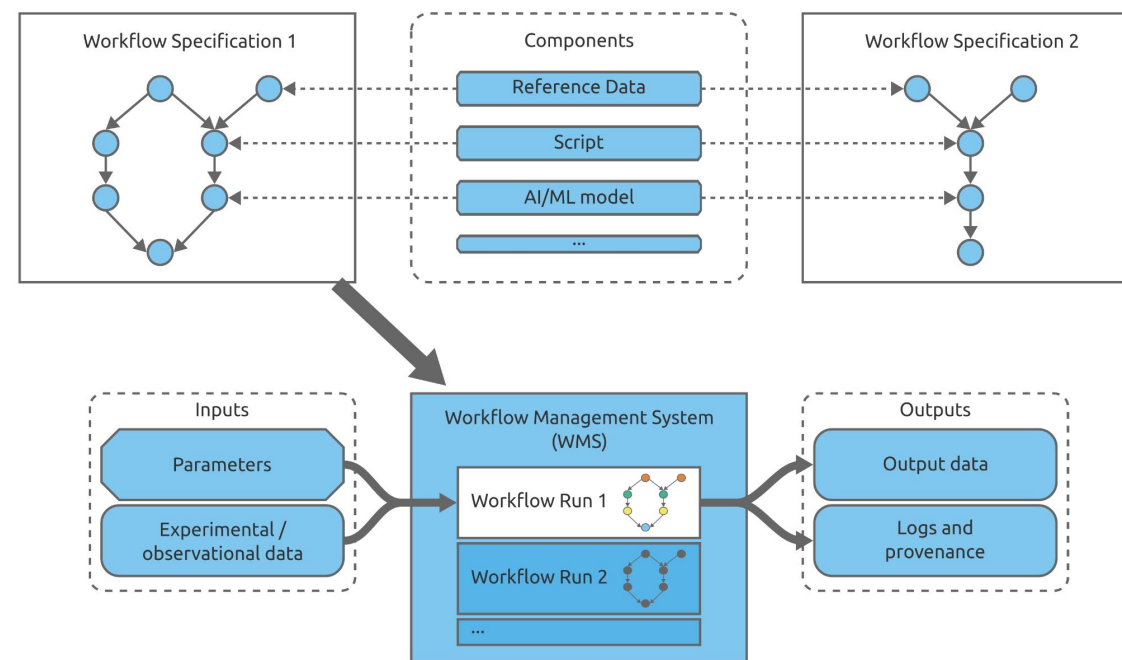 Workflow Specification 1
Components
Workflow Specification 2
Reference Data
Script
AI/ML model
...
Inputs
Parameters
Experimental /
observational data
Workflow Management System
(WMS)
Workflow Run 1
Workflow Run 2
...
Outputs
Output data
Logs and
provenance